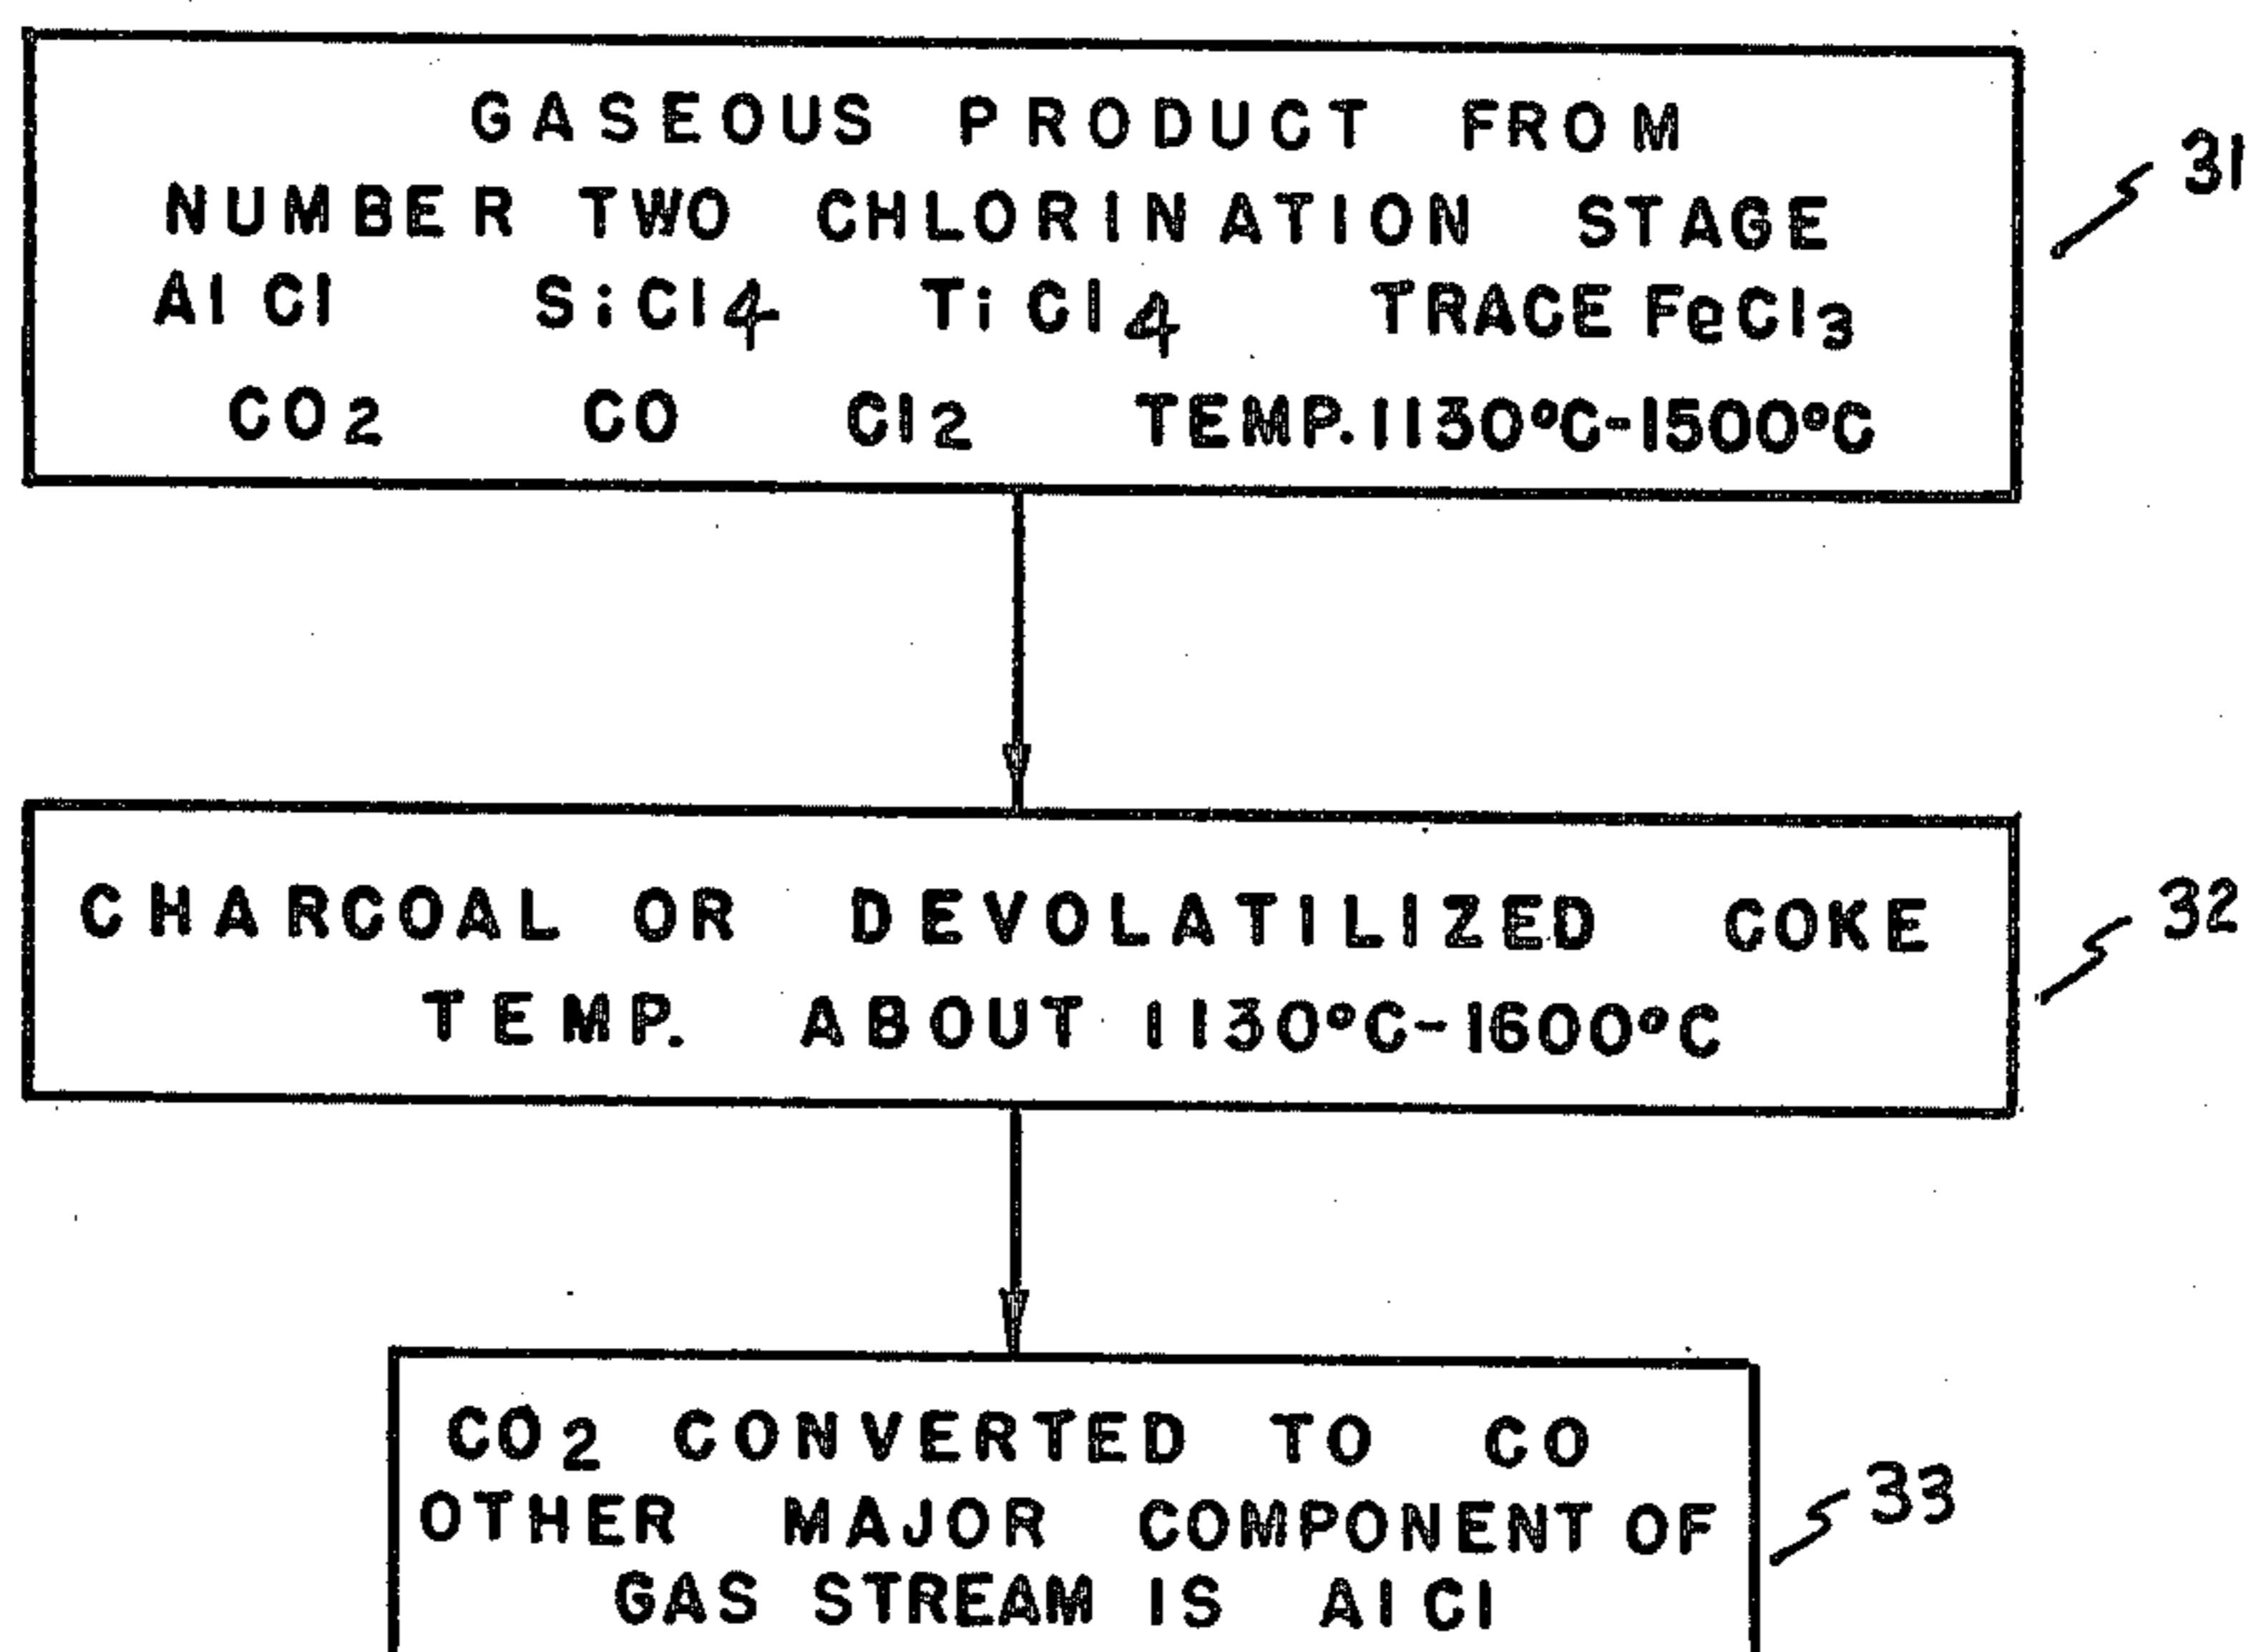 GASEOUS PRODUCT FROM
NUMBER TWO CHLORINATION STAGE
AlCl SiCl4 TiCl4 TRACE FeCl3
CO2 CO Cl2 TEMP. 1130°C-1500°C
31
CHARCOAL OR DEVOLATILIZED COKE
TEMP. ABOUT 1130°C-1600°C
32
CO2 CONVERTED TO CO
OTHER MAJOR COMPONENT OF
GAS STREAM IS AlCl
33